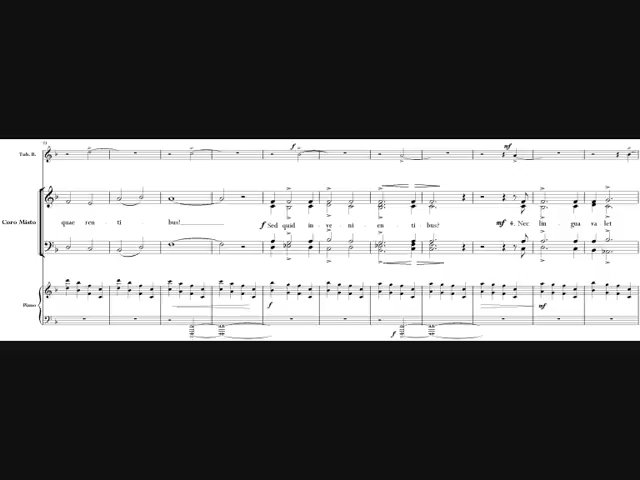 Tub. R.
f
mf
Coro Misto
quae ren - ti - bus!
f Sed quid in - ve - ni - en - ti - bus?
mf 4. Nec lin - gua va - let
Piano
f
mf
f